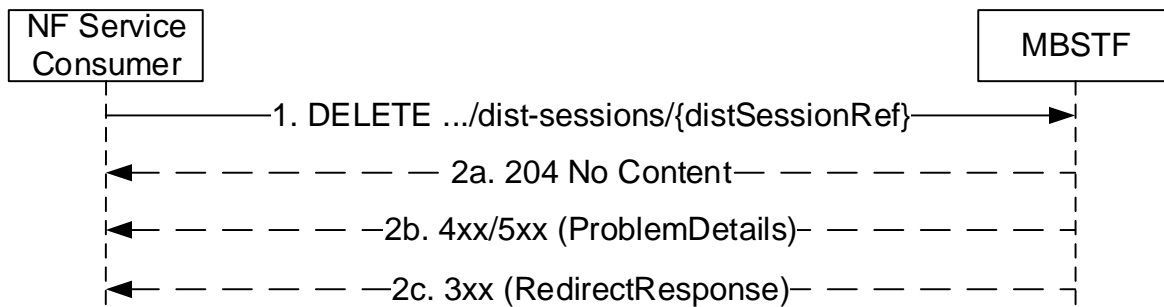 NF Service
Consumer
MBSTF
1. DELETE .../dist-sessions/{distSessionRef}
2a. 204 No Content
2b. 4xx/5xx (ProblemDetails)
2c. 3xx (RedirectResponse)